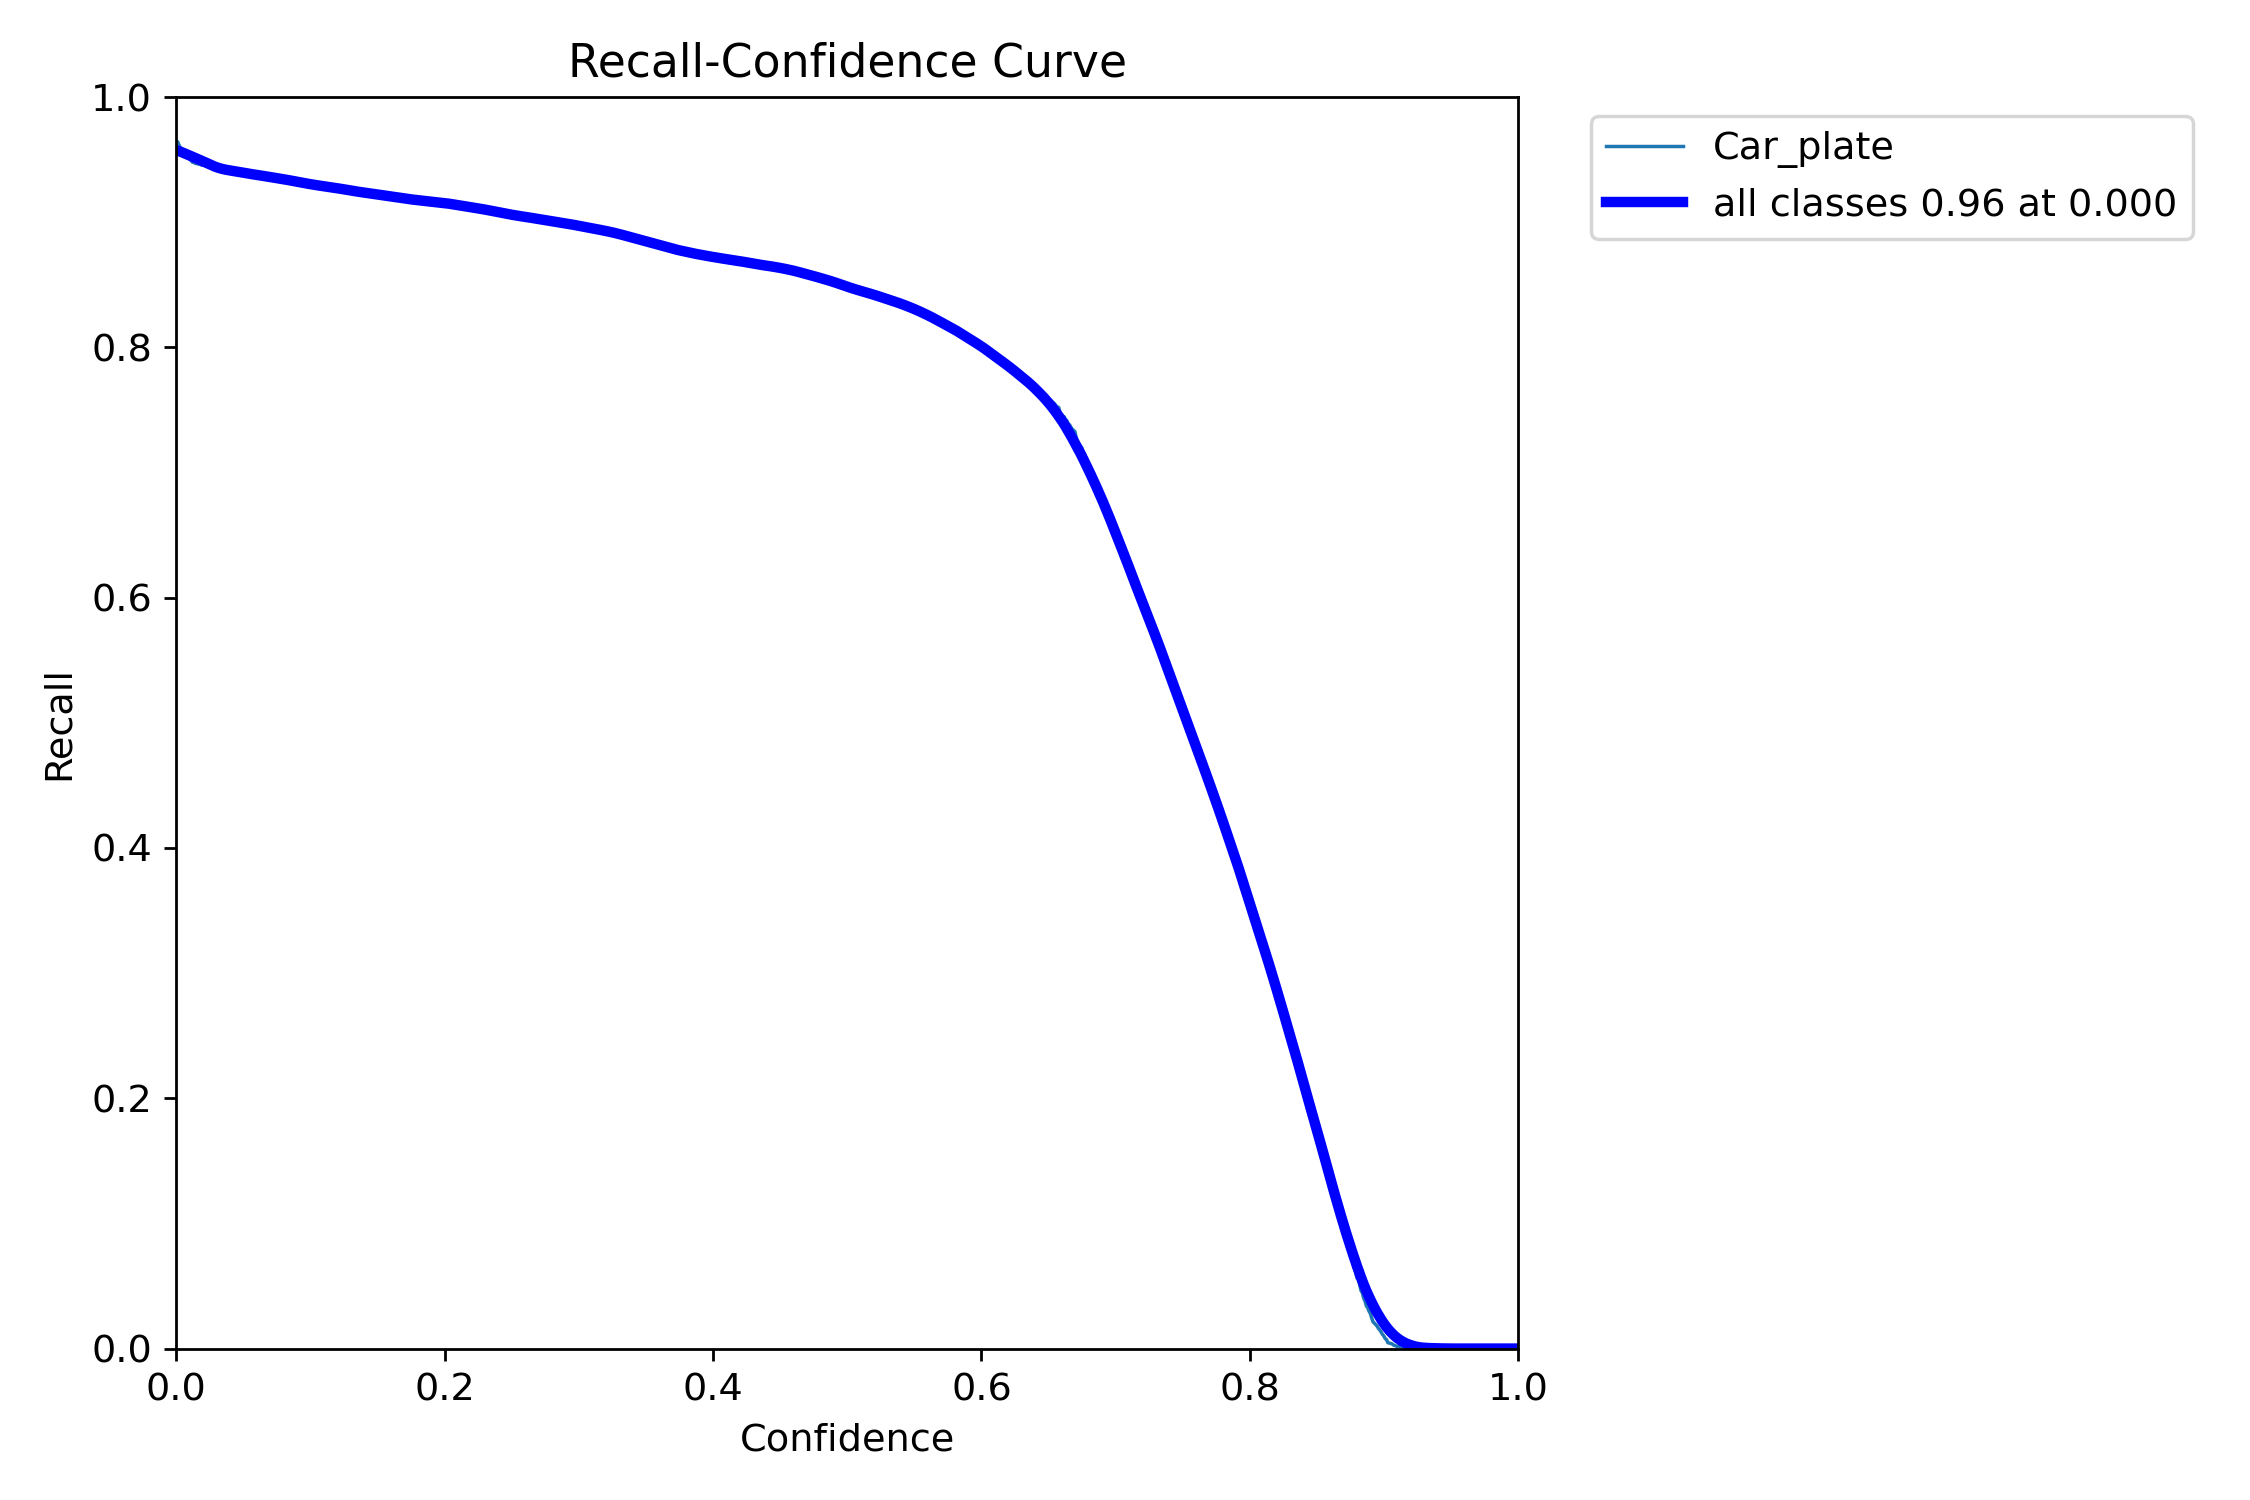 Recall-Confidence Curve
Car_plate
all classes 0.96 at 0.000
1.0
0.8
0.6
0.4
0.2
0.0
Recall
0.0 0.2 0.4 0.6 0.8 1.0
Confidence